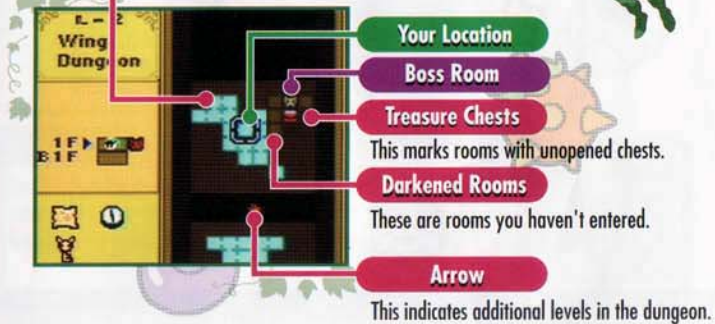 L-2
Wing
Dungeon
1F
B1F
Your Location
Boss Room
Treasure Chests
This marks rooms with unopened chests.
Darkened Rooms
These are rooms you haven't entered.
Arrow
This indicates additional levels in the dungeon.